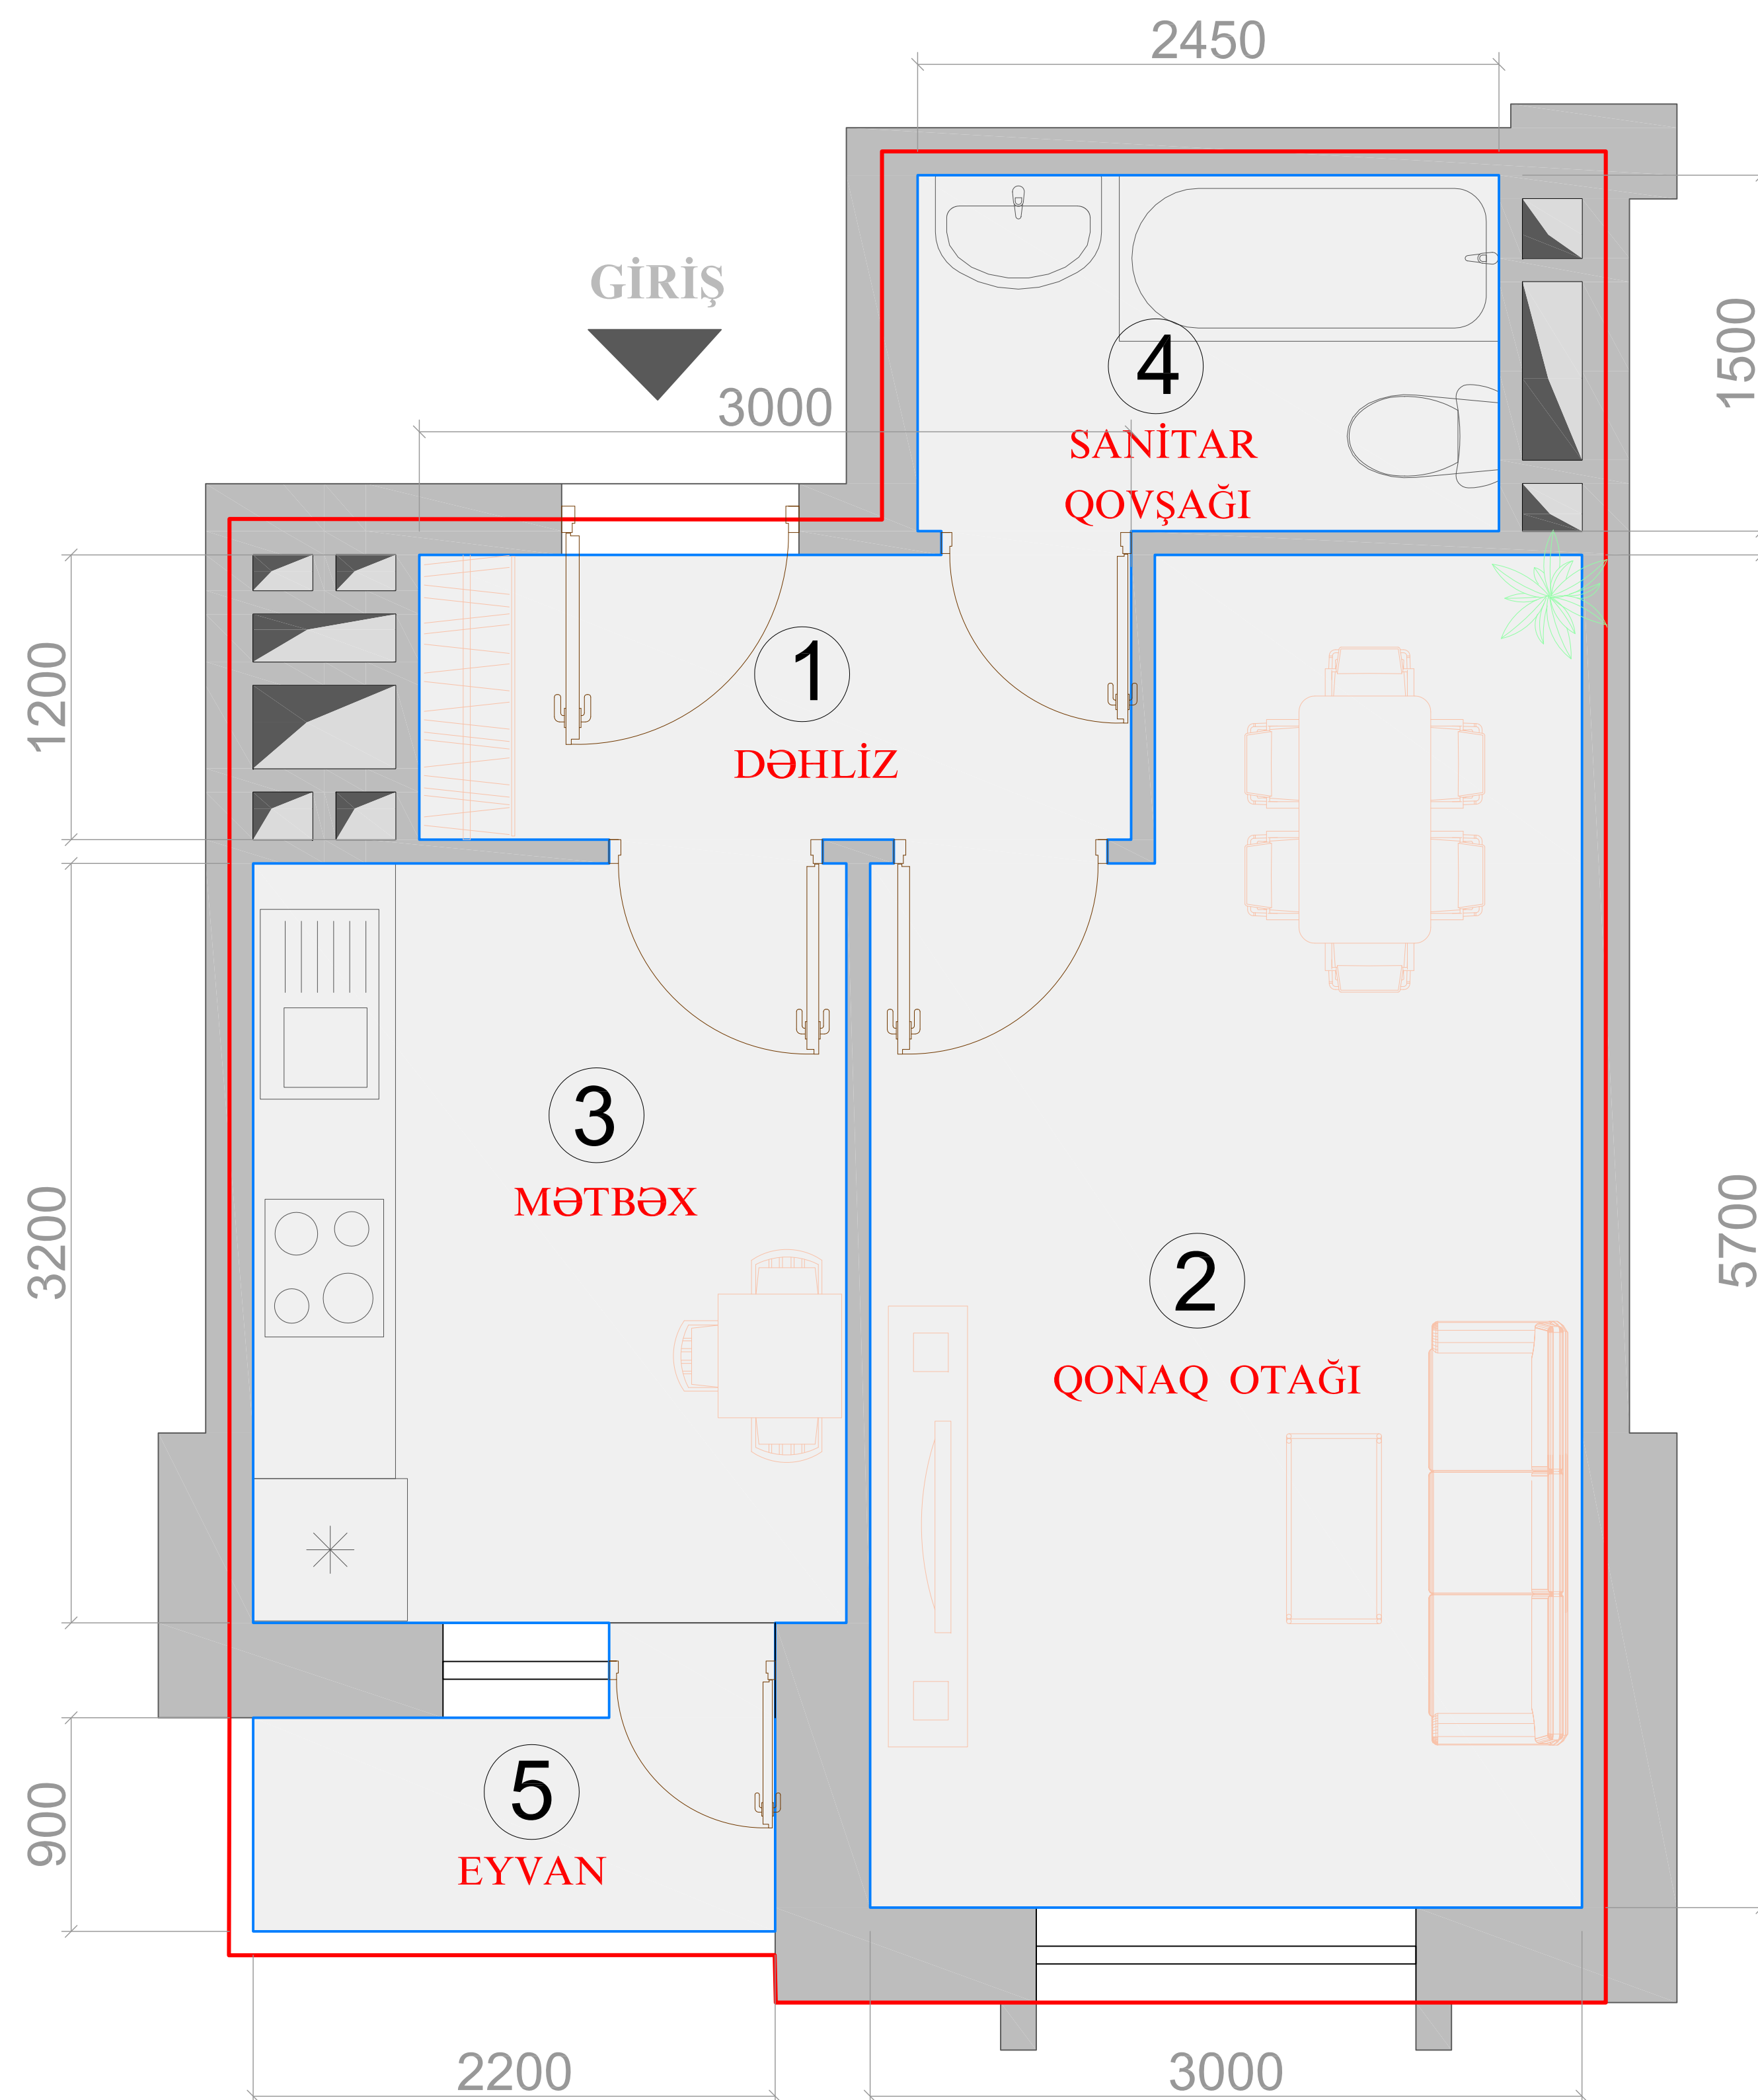 2450
GİRİŞ
3000
1500
4
SANİTAR
QOVŞAĞI
1200
1
DƏHLİZ
3200
3
MƏTBƏX
5700
2
QONAQ OTAĞI
900
5
EYVAN
2200
3000